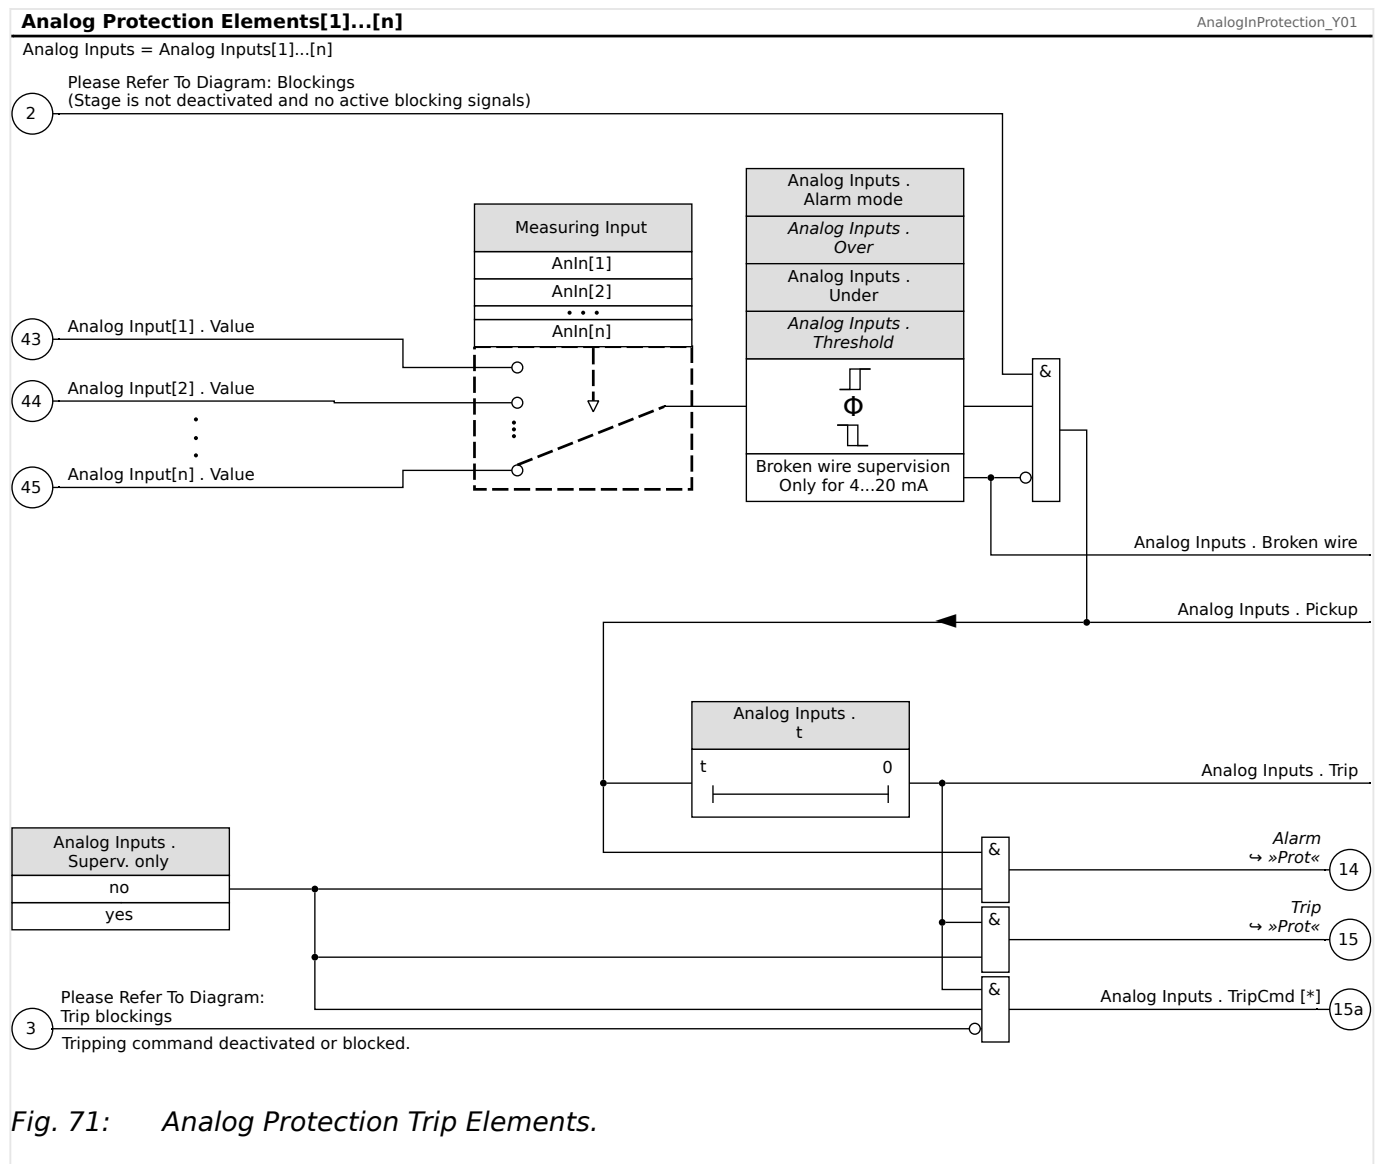 Analog Protection Elements[1]...[n]
AnalogInProtection_Y01
Analog Inputs = Analog Inputs[1]...[n]
Please Refer To Diagram: Blockings
(Stage is not deactivated and no active blocking signals)
2
Analog Inputs .
Alarm mode
Analog Inputs .
Over
Analog Inputs .
Under
Analog Inputs .
Threshold
Φ
Broken wire supervision
Only for 4...20 mA
Measuring Input
AnIn[1]
AnIn[2]
• • •
AnIn[n]
43
Analog Input[1] . Value
44
Analog Input[2] . Value
45
Analog Input[n] . Value
&
Analog Inputs . Broken wire
Analog Inputs . Pickup
Analog Inputs .
t
t 0
Analog Inputs . Trip
Analog Inputs .
Superv. only
no
yes
&
Alarm
↪ »Prot«
14
&
Trip
↪ »Prot«
15
&
Analog Inputs . TripCmd [*]
15a
Please Refer To Diagram:
Trip blockings
3
Tripping command deactivated or blocked.
Fig. 71: Analog Protection Trip Elements.